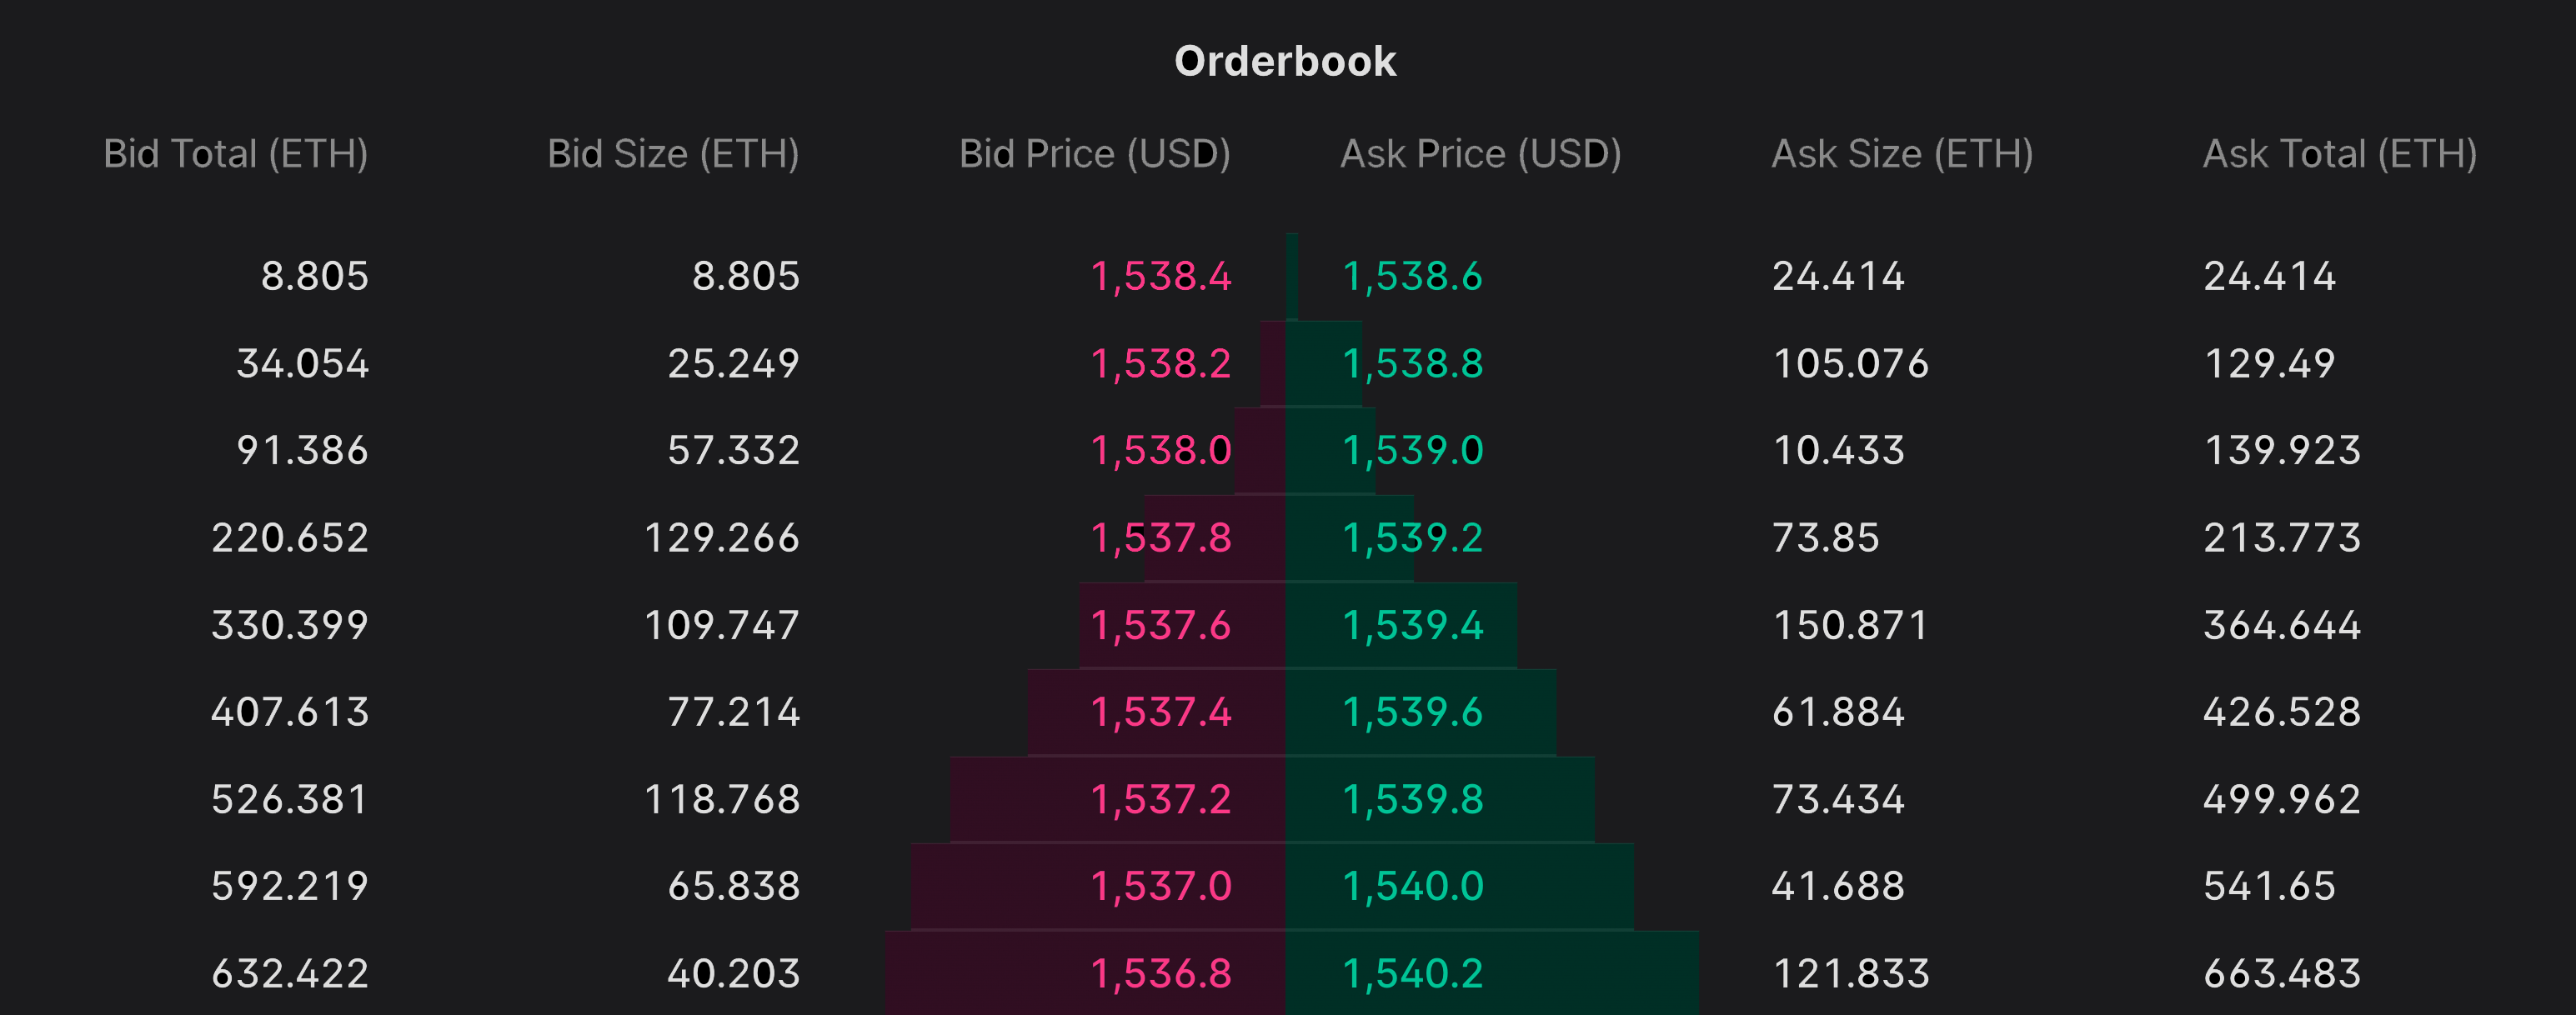 Orderbook
Bid Total (ETH) Bid Size (ETH) Bid Price (USD) Ask Price (USD) Ask Size (ETH) Ask Total (ETH)
8.805 8.805 1,538.4 1,538.6 24.414 24.414
34.054 25.249 1,538.2 1,538.8 105.076 129.49
91.386 57.332 1,538.0 1,539.0 10.433 139.923
220.652 129.266 1,537.8 1,539.2 73.85 213.773
330.399 109.747 1,537.6 1,539.4 150.871 364.644
407.613 77.214 1,537.4 1,539.6 61.884 426.528
526.381 118.768 1,537.2 1,539.8 73.434 499.962
592.219 65.838 1,537.0 1,540.0 41.688 541.65
632.422 40.203 1,536.8 1,540.2 121.833 663.483